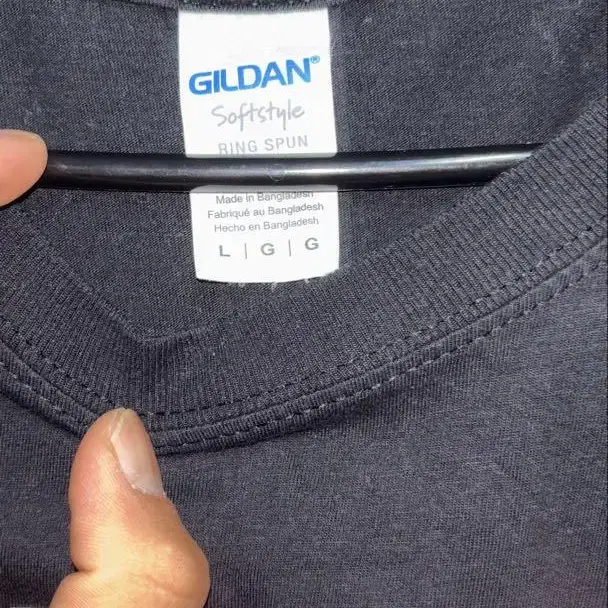 GILDAN®
Softstyle
RING SPUN
Made in Bangladesh
Fabriqué au Bangladesh
Hecho en Bangladesh
L | G | G